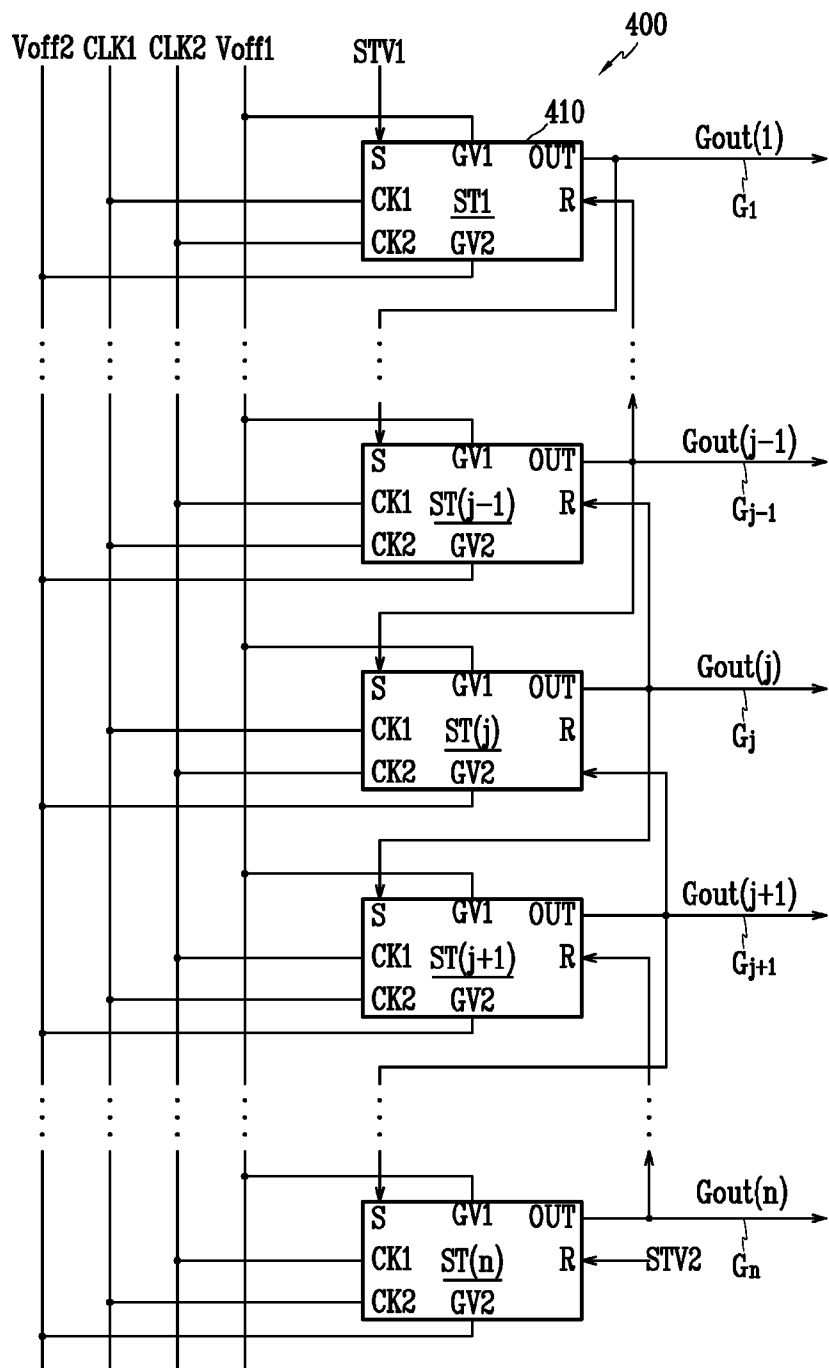 400
Voff2 CLK1 CLK2 Voff1 STV1
410
S GV1 OUT Gout(1)
CK1 ST1 R G1
CK2 GV2
S GV1 OUT Gout(j-1)
CK1 ST(j-1) R Gj-1
CK2 GV2
S GV1 OUT Gout(j)
CK1 ST(j) R Gj
CK2 GV2
S GV1 OUT Gout(j+1)
CK1 ST(j+1) R Gj+1
CK2 GV2
S GV1 OUT Gout(n)
CK1 ST(n) R STV2 Gn
CK2 GV2